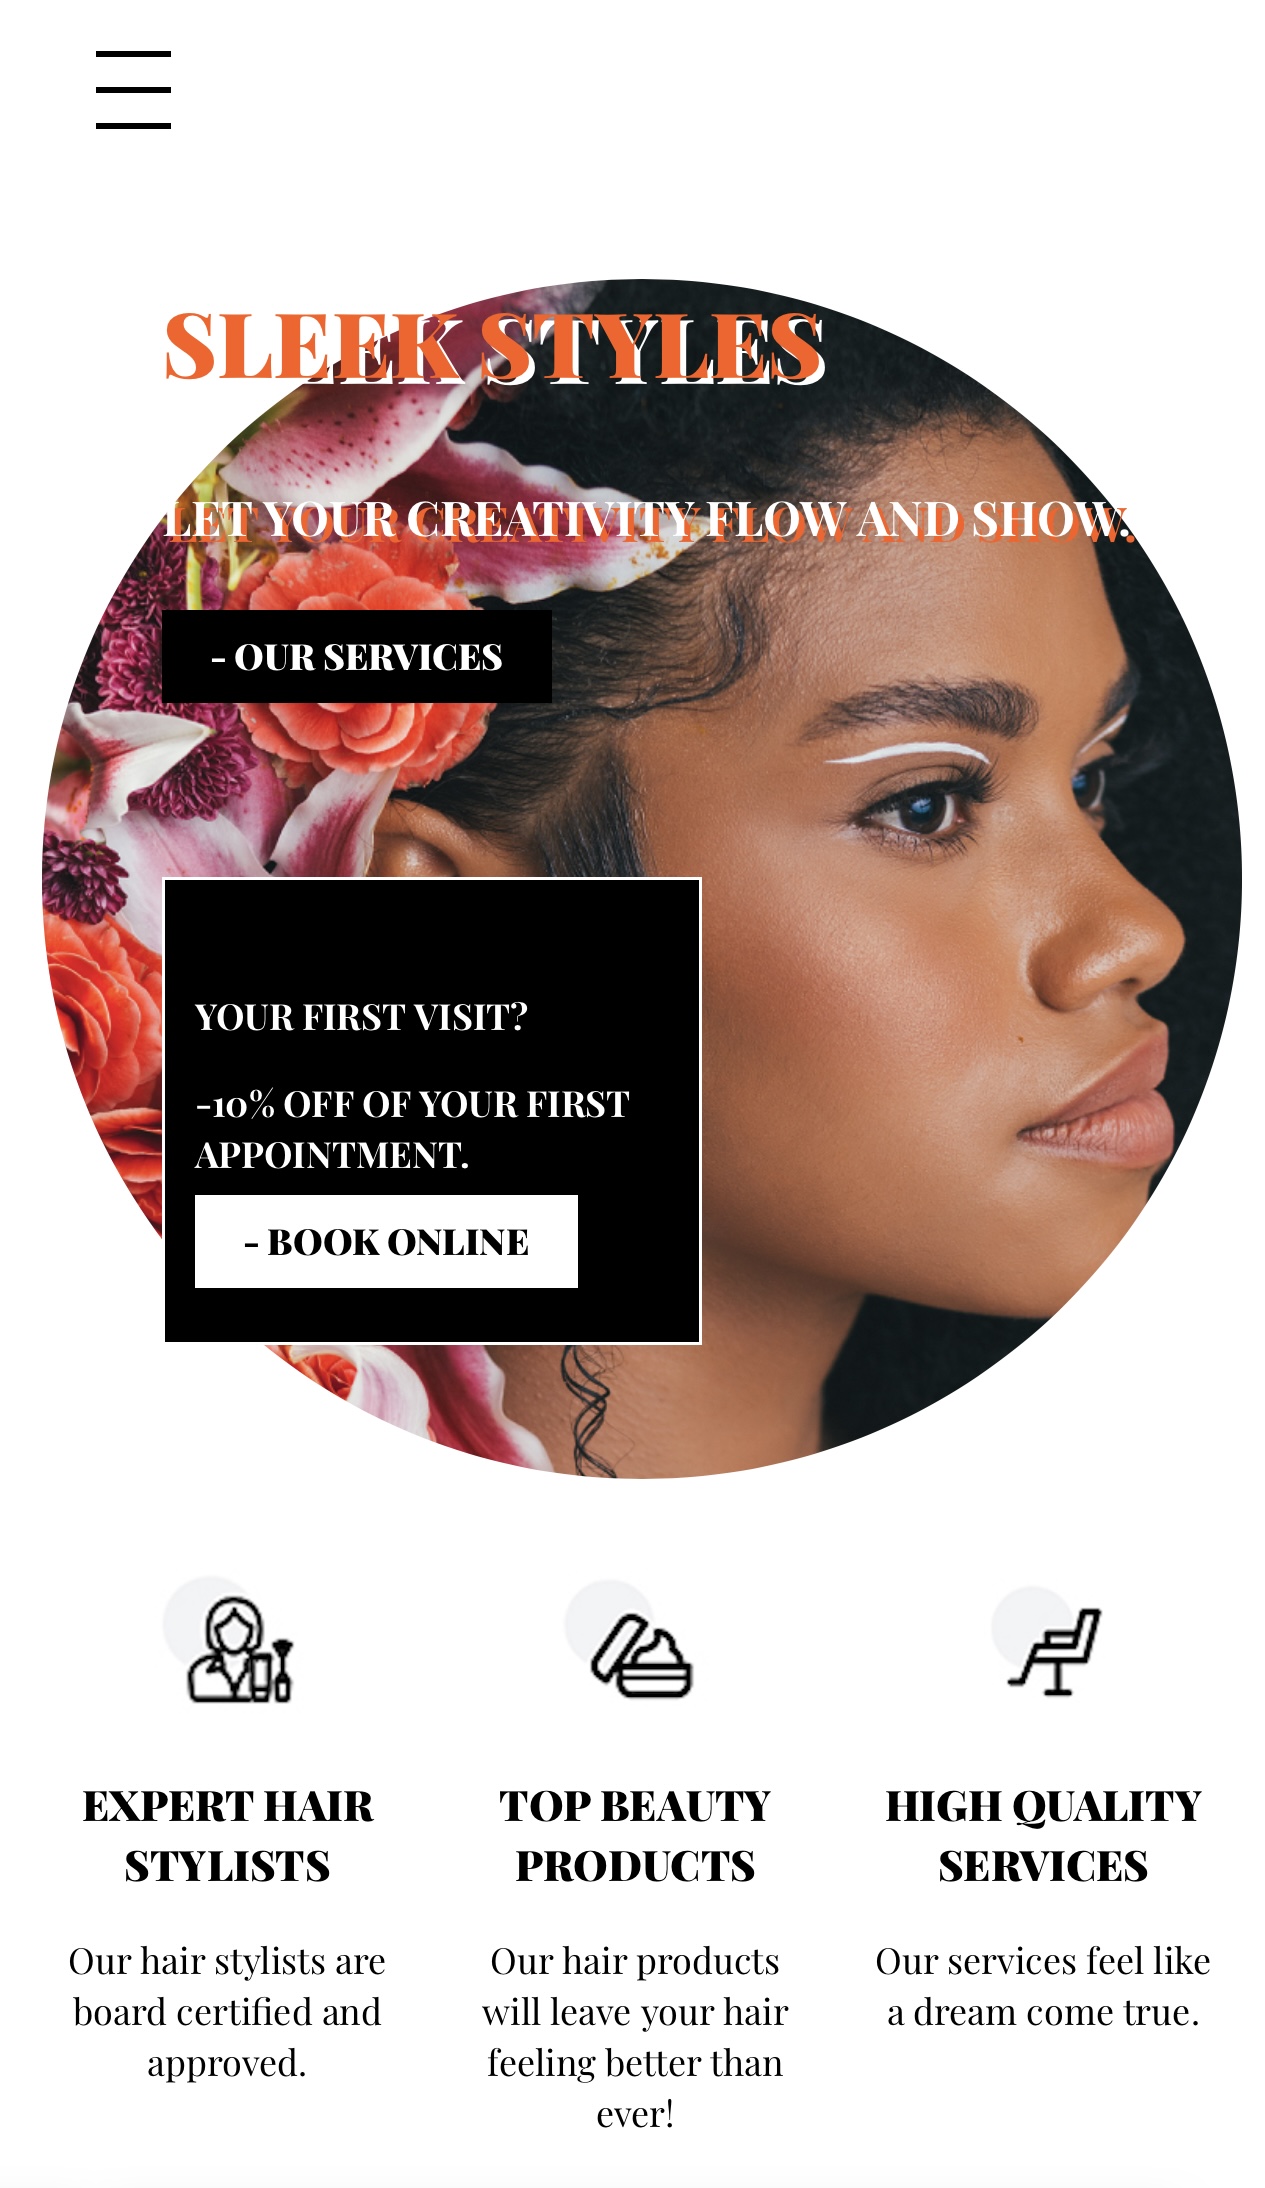 SLEEK STYLES
LET YOUR CREATIVITY FLOW AND SHOW.
- OUR SERVICES
YOUR FIRST VISIT?
-10% OFF OF YOUR FIRST
APPOINTMENT.
- BOOK ONLINE
EXPERT HAIR
STYLISTS
Our hair stylists are
board certified and
approved.
TOP BEAUTY
PRODUCTS
Our hair products
will leave your hair
feeling better than
ever!
HIGH QUALITY
SERVICES
Our services feel like
a dream come true.